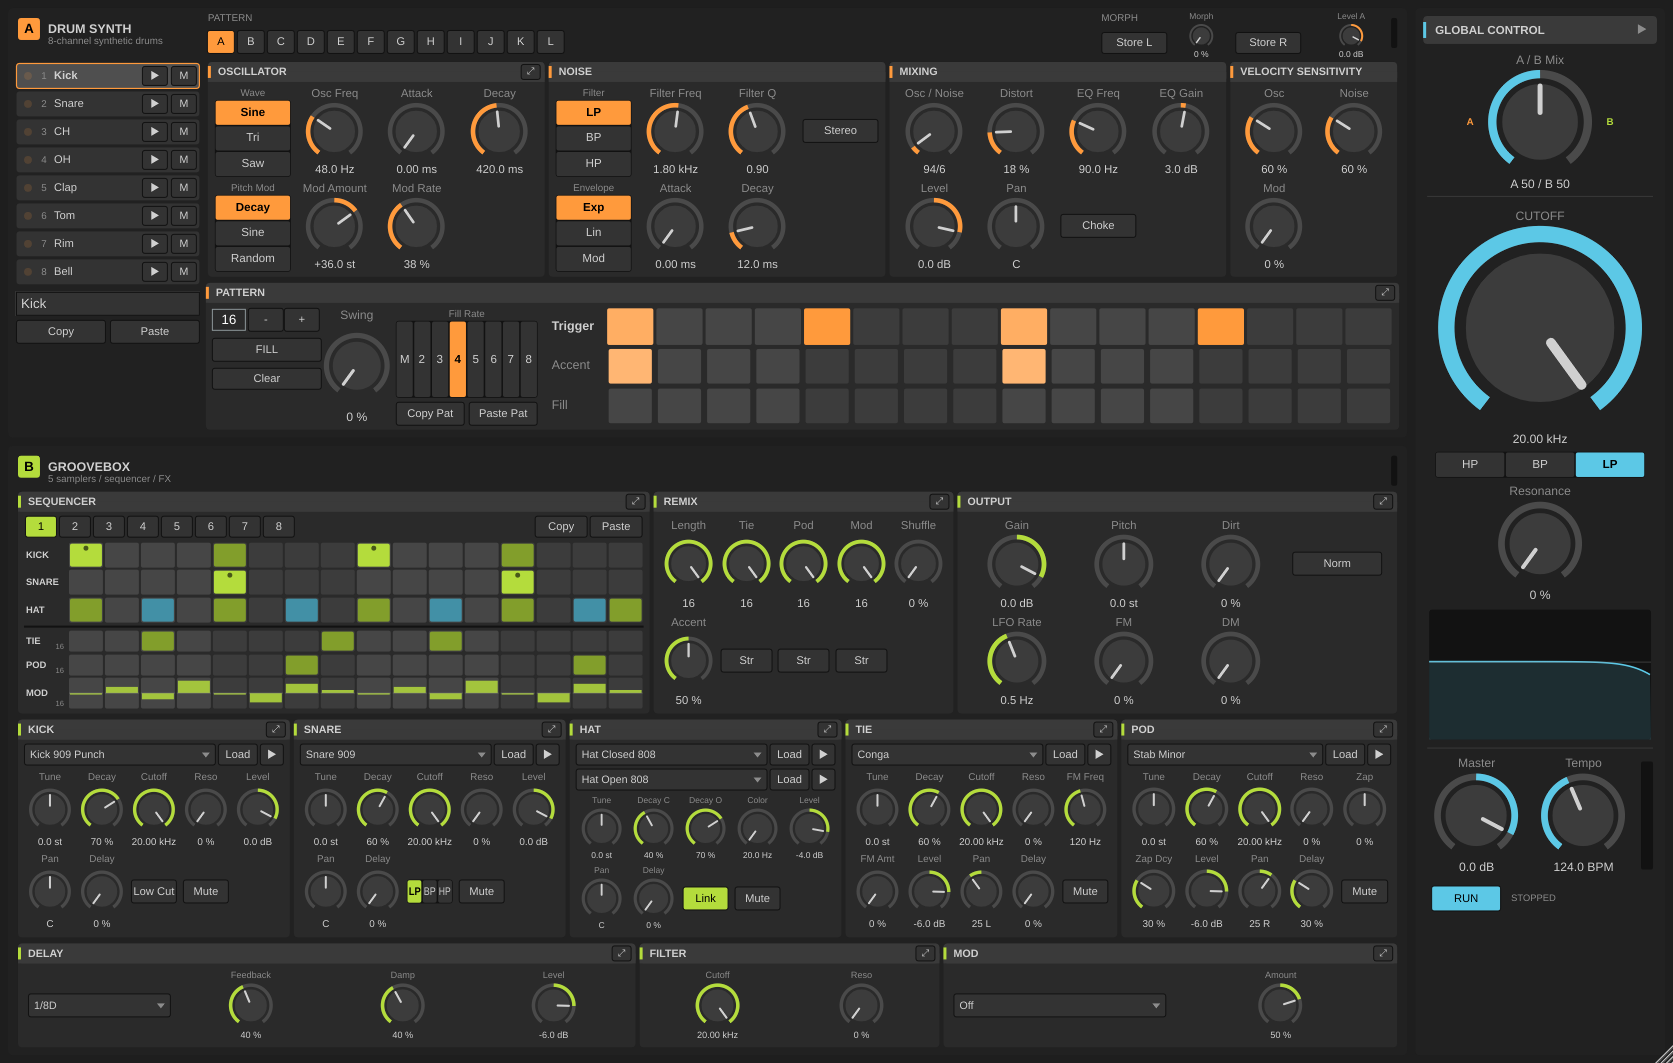 A DRUM SYNTH
8-channel synthetic drums
PATTERN
A B C D E F G H I J K L
MORPH
Store L
Morph
0 %
Store R
Level A
0.0 dB
1 Kick M
2 Snare M
3 CH M
4 OH M
5 Clap M
6 Tom M
7 Rim M
8 Bell M
Kick
Copy Paste
OSCILLATOR
Wave Osc Freq Attack Decay
Sine
Tri
Saw
48.0 Hz 0.00 ms 420.0 ms
Pitch Mod Mod Amount Mod Rate
Decay
Sine
Random
+36.0 st 38 %
NOISE
Filter Filter Freq Filter Q
LP
BP
HP
Stereo
1.80 kHz 0.90
Envelope Attack Decay
Exp
Lin
Mod
0.00 ms 12.0 ms
MIXING
Osc / Noise Distort EQ Freq EQ Gain
94/6 18 % 90.0 Hz 3.0 dB
Level Pan
Choke
0.0 dB C
VELOCITY SENSITIVITY
Osc Noise
60 % 60 %
Mod
0 %
PATTERN
16 - +
FILL
Clear
Swing
0 %
Fill Rate
M 2 3 4 5 6 7 8
Copy Pat Paste Pat
Trigger
Accent
Fill
B GROOVEBOX
5 samplers / sequencer / FX
SEQUENCER
1 2 3 4 5 6 7 8 Copy Paste
KICK
SNARE
HAT
TIE 16
POD 16
MOD 16
REMIX
Length Tie Pod Mod Shuffle
16 16 16 16 0 %
Accent
Str Str Str
50 %
OUTPUT
Gain Pitch Dirt
Norm
0.0 dB 0.0 st 0 %
LFO Rate FM DM
0.5 Hz 0 % 0 %
KICK
Kick 909 Punch Load
Tune Decay Cutoff Reso Level
0.0 st 70 % 20.00 kHz 0 % 0.0 dB
Pan Delay
Low Cut Mute
C 0 %
SNARE
Snare 909 Load
Tune Decay Cutoff Reso Level
0.0 st 60 % 20.00 kHz 0 % 0.0 dB
Pan Delay
LP BP HP Mute
C 0 %
HAT
Hat Closed 808 Load
Hat Open 808 Load
Tune Decay C Decay O Color Level
0.0 st 40 % 70 % 20.0 Hz -4.0 dB
Pan Delay
Link Mute
C 0 %
TIE
Conga Load
Tune Decay Cutoff Reso FM Freq
0.0 st 60 % 20.00 kHz 0 % 120 Hz
FM Amt Level Pan Delay
Mute
0 % -6.0 dB 25 L 0 %
POD
Stab Minor Load
Tune Decay Cutoff Reso Zap
0.0 st 60 % 20.00 kHz 0 % 0 %
Zap Dcy Level Pan Delay
Mute
30 % -6.0 dB 25 R 30 %
DELAY
1/8D
Feedback Damp Level
40 % 40 % -6.0 dB
FILTER
Cutoff Reso
20.00 kHz 0 %
MOD
Off
Amount
50 %
GLOBAL CONTROL
A / B Mix
A B
A 50 / B 50
CUTOFF
20.00 kHz
HP BP LP
Resonance
0 %
Master Tempo
0.0 dB 124.0 BPM
RUN STOPPED